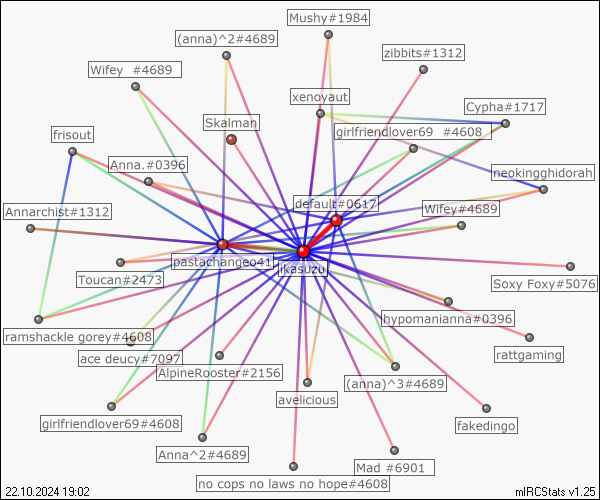 Mushy#1984
(anna)^2#4689
zibbits#1312
Wifey #4689
xenoyaut
Cypha#1717
Skalman
girlfriendlover69 #4608
frisout
Anna.#0396
neokingghidorah
default#0617
Annarchist#1312
Wifey#4689
pastachangeo41
jikasuzu
Toucan#2473
Soxy Foxy#5076
hypomanianna#0396
ramshackle gorey#4608
ace deucy#7097
rattgaming
AlpineRooster#2156
(anna)^3#4689
avelicious
girlfriendlover69#4608
fakedingo
Anna^2#4689
Mad #6901
no cops no laws no hope#4608
22.10.2024 19:02
mIRCStats v1.25